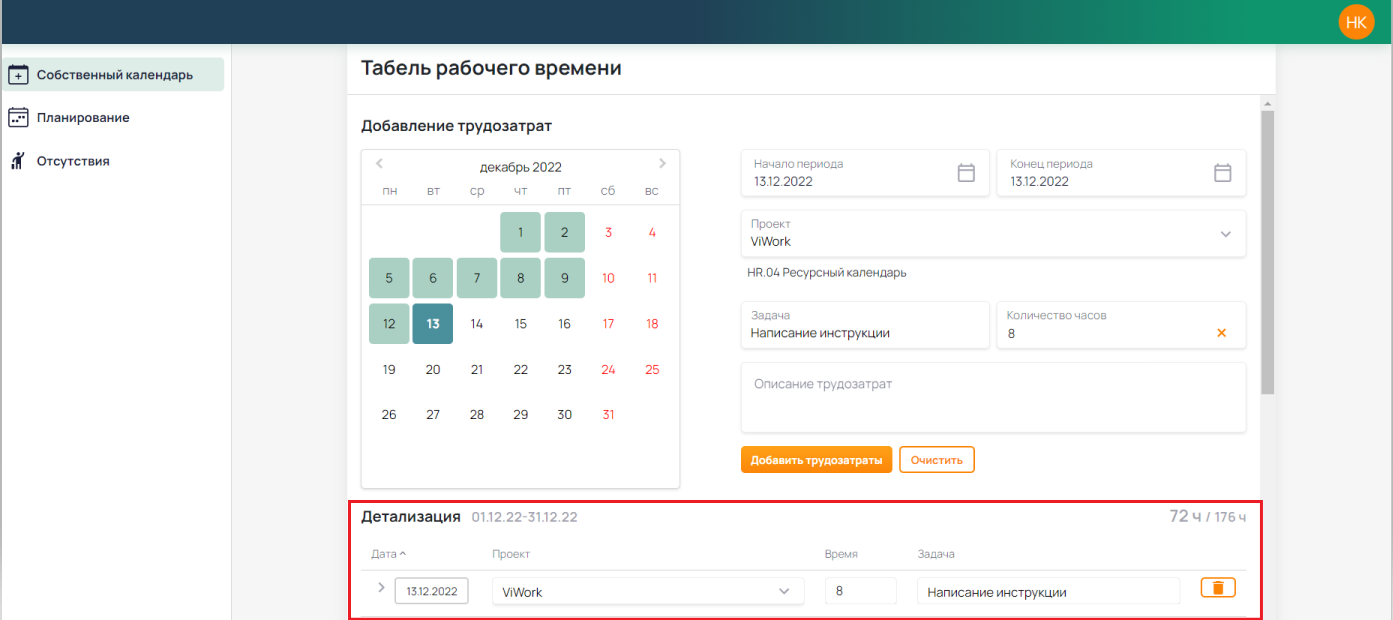 НК
Собственный календарь
Планирование
Отсутствия
Табель рабочего времени
Добавление трудозатрат
декабрь 2022
пн вт ср чт пт сб вс
1 2 3 4
5 6 7 8 9 10 11
12 13 14 15 16 17 18
19 20 21 22 23 24 25
26 27 28 29 30 31
Начало периода
13.12.2022
Конец периода
13.12.2022
Проект
ViWork
HR.04 Ресурсный календарь
Задача
Написание инструкции
Количество часов
8
Описание трудозатрат
Добавить трудозатраты
Очистить
Детализация 01.12.22-31.12.22 72 ч / 176 ч
Дата Проект Время Задача
13.12.2022 ViWork 8 Написание инструкции